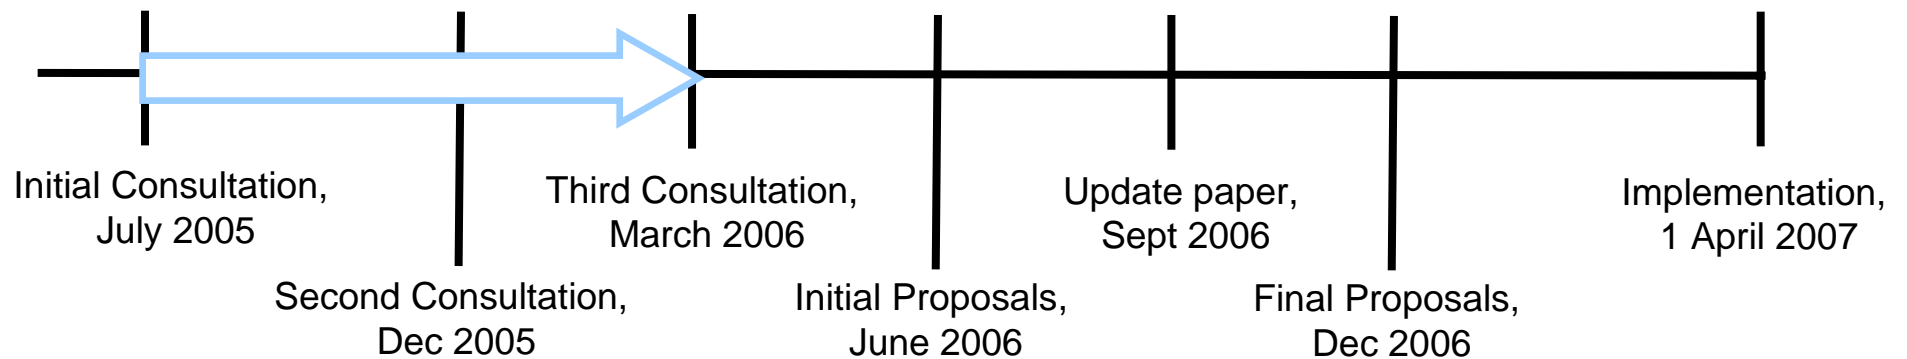 Initial Consultation,
July 2005
Second Consultation,
Dec 2005
Third Consultation,
March 2006
Initial Proposals,
June 2006
Update paper,
Sept 2006
Final Proposals,
Dec 2006
Implementation,
1 April 2007